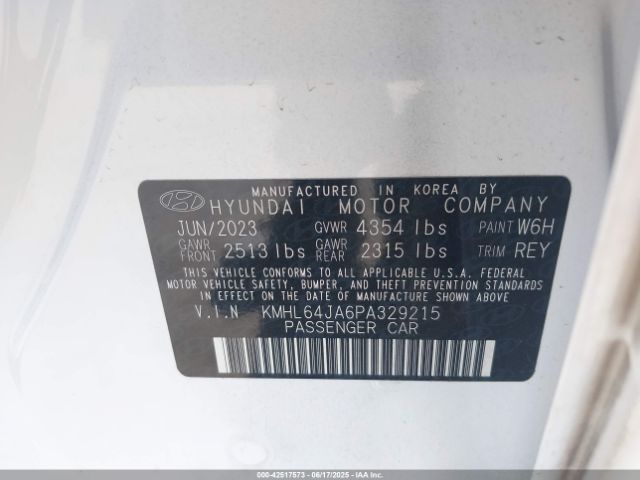 MANUFACTURED IN KOREA BY
HYUNDAI MOTOR COMPANY
JUN/2023 GVWR 4354 lbs PAINT W6H
GAWR FRONT 2513 lbs GAWR REAR 2315 lbs TRIM REY
THIS VEHICLE CONFORMS TO ALL APPLICABLE U.S.A. FEDERAL
MOTOR VEHICLE SAFETY, BUMPER, AND THEFT PREVENTION STANDARDS
IN EFFECT ON THE DATE OF MANUFACTURE SHOWN ABOVE.
V.I.N KMHL64JA6PA329215
PASSENGER CAR
00-42517573 - 06/17/2025 - IAA Inc.